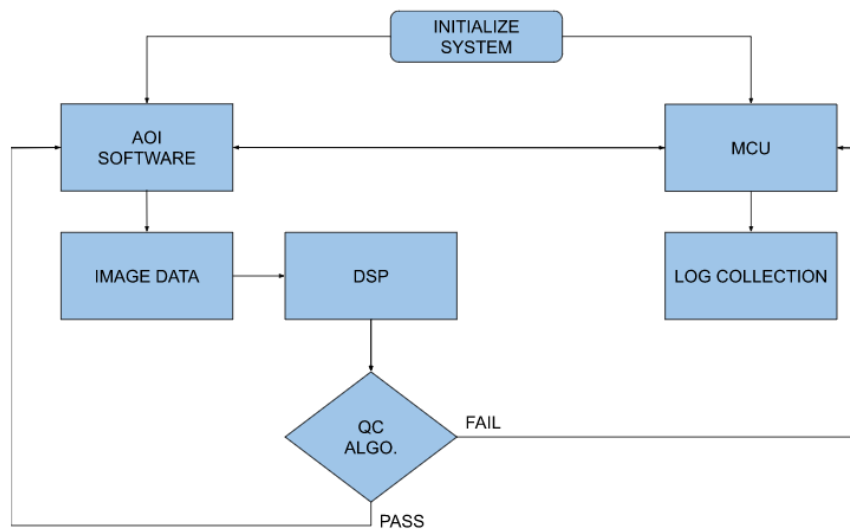 INITIALIZE
SYSTEM
AOI
SOFTWARE
MCU
IMAGE DATA
DSP
LOG COLLECTION
QC
ALGO.
FAIL
PASS